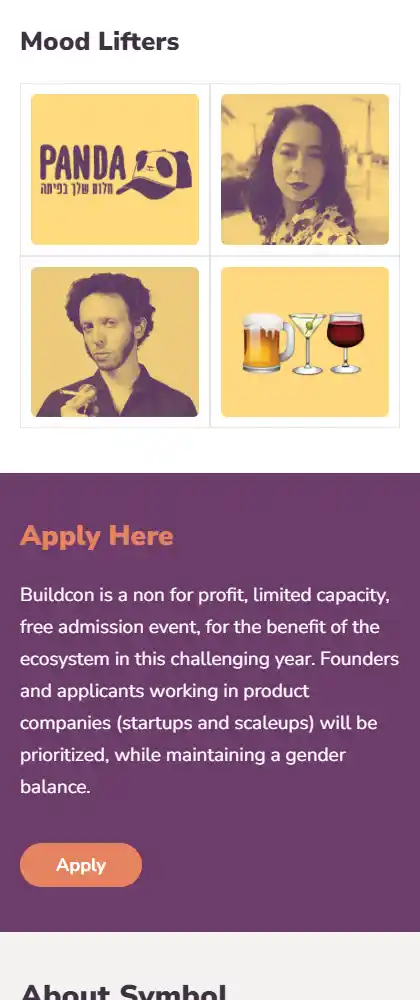 Mood Lifters
PANDA
חלום שלך בפיתה
Apply Here
Buildcon is a non for profit, limited capacity,
free admission event, for the benefit of the
ecosystem in this challenging year. Founders
and applicants working in product
companies (startups and scaleups) will be
prioritized, while maintaining a gender
balance.
Apply
About Symbol